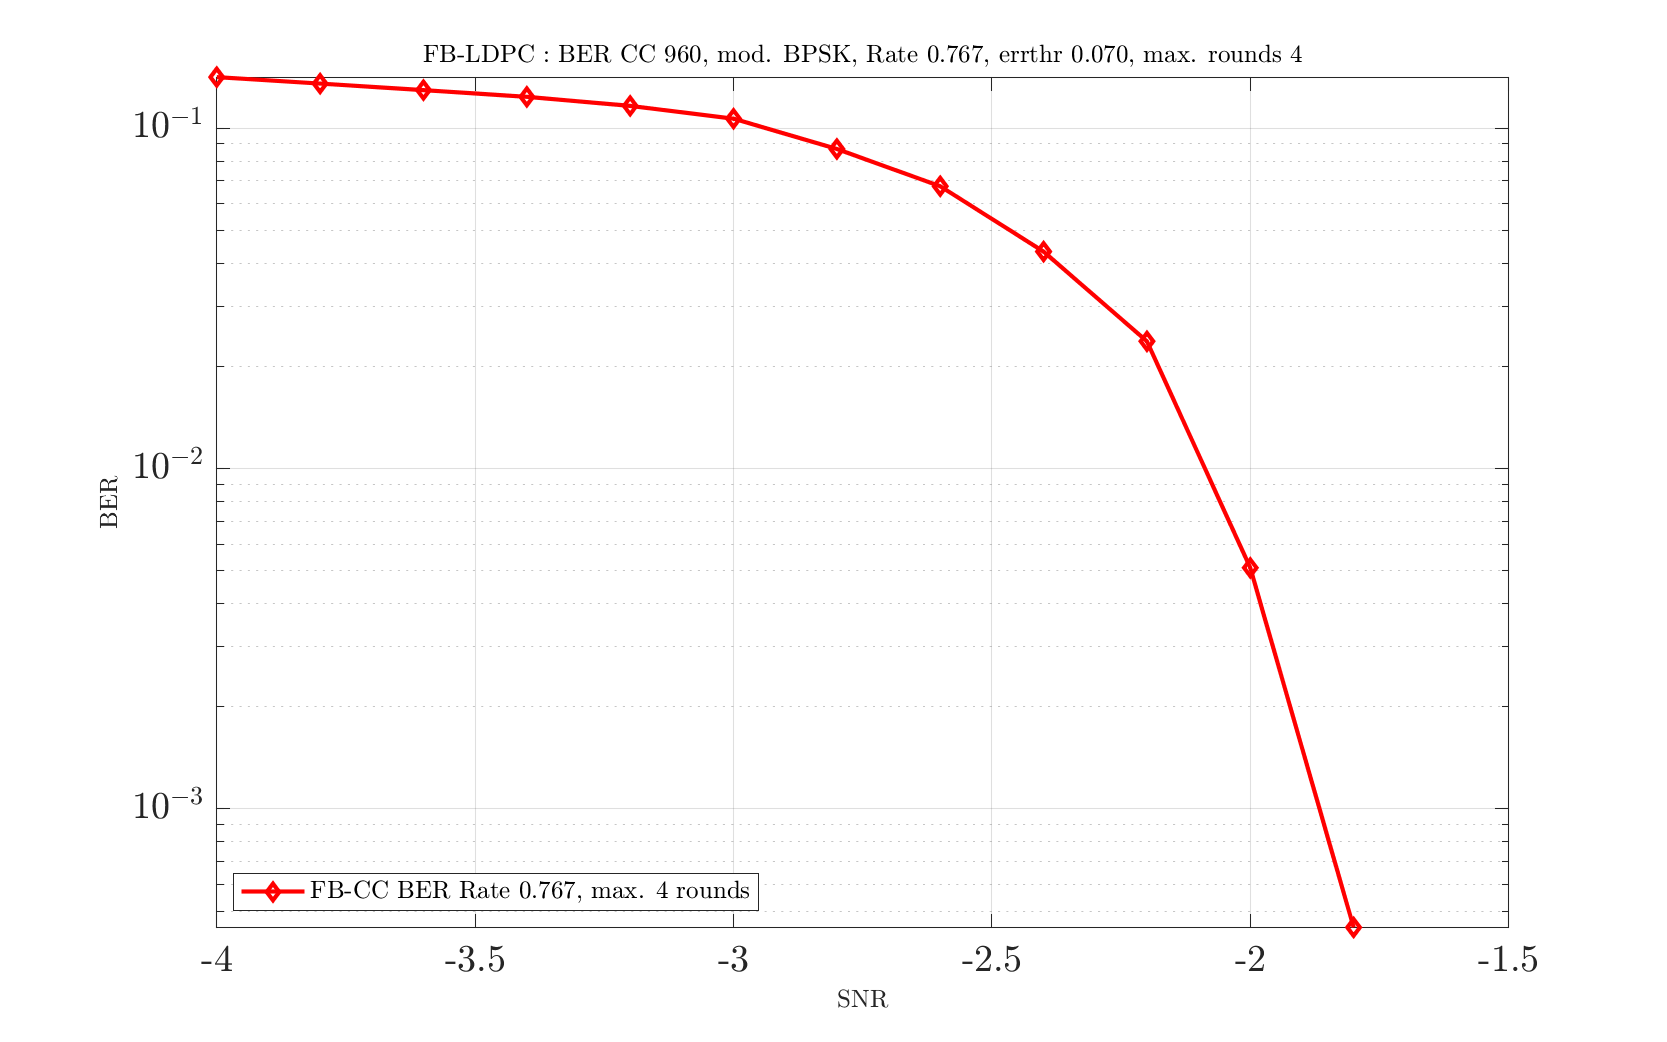 FB-LDPC : BER CC 960, mod. BPSK, Rate 0.767, errthr 0.070, max. rounds 4
10^{-1}
10^{-2}
BER
10^{-3}
FB-CC BER Rate 0.767, max. 4 rounds
-4 -3.5 -3 -2.5 -2 -1.5
SNR